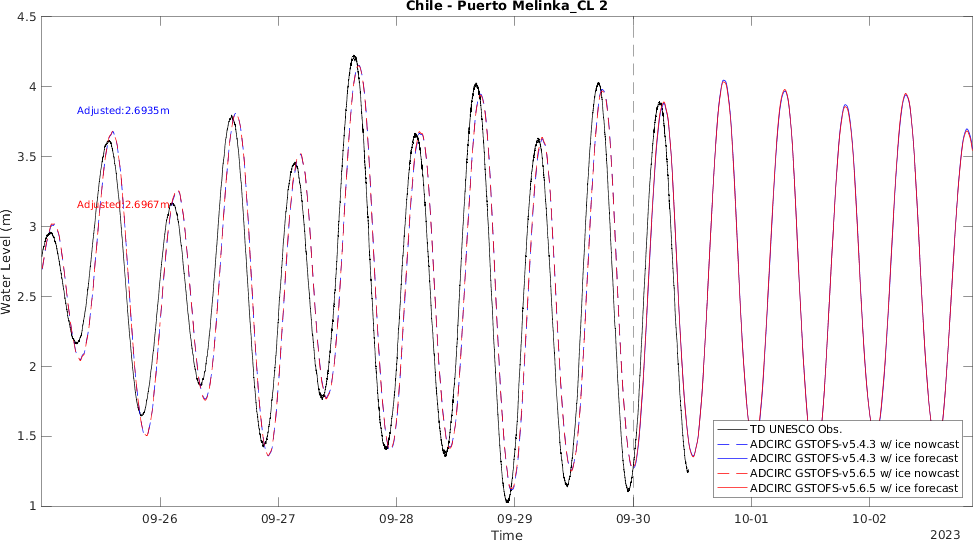 Chile - Puerto Melinka_CL 2
4.5
4
3.5
3
2.5
2
1.5
1
Water Level (m)
Adjusted:2.6935m
Adjusted:2.6967m
TD UNESCO Obs.
ADCIRC GSTOFS-v5.4.3 w/ ice nowcast
ADCIRC GSTOFS-v5.4.3 w/ ice forecast
ADCIRC GSTOFS-v5.6.5 w/ ice nowcast
ADCIRC GSTOFS-v5.6.5 w/ ice forecast
09-26 09-27 09-28 09-29 09-30 10-01 10-02
Time
2023